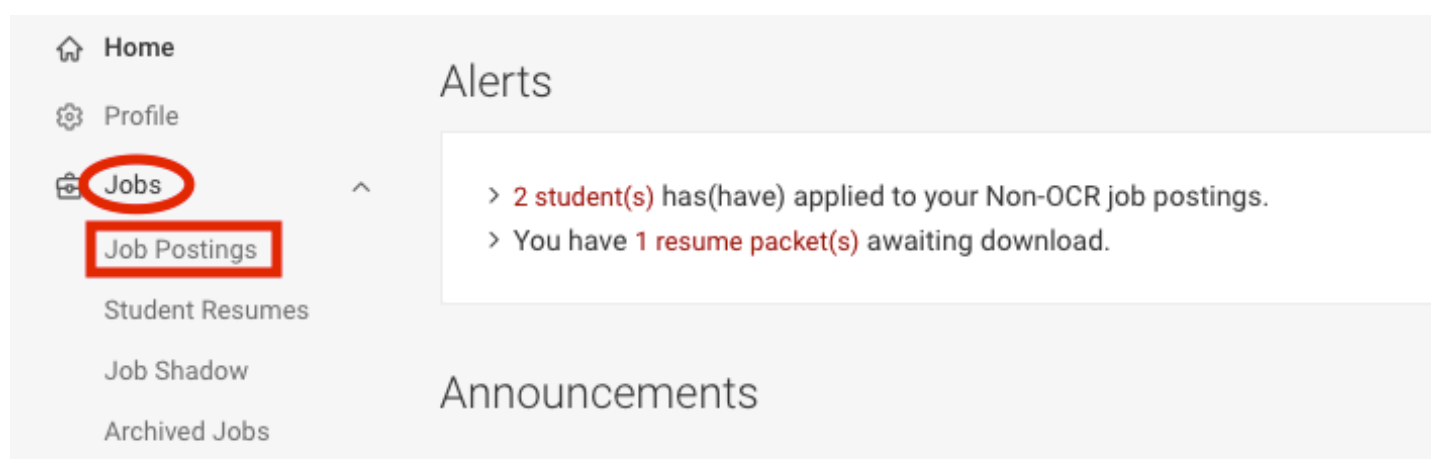 Home
Profile
Jobs
Job Postings
Student Resumes
Job Shadow
Archived Jobs
Alerts
> 2 student(s) has(have) applied to your Non-OCR job postings.
> You have 1 resume packet(s) awaiting download.
Announcements